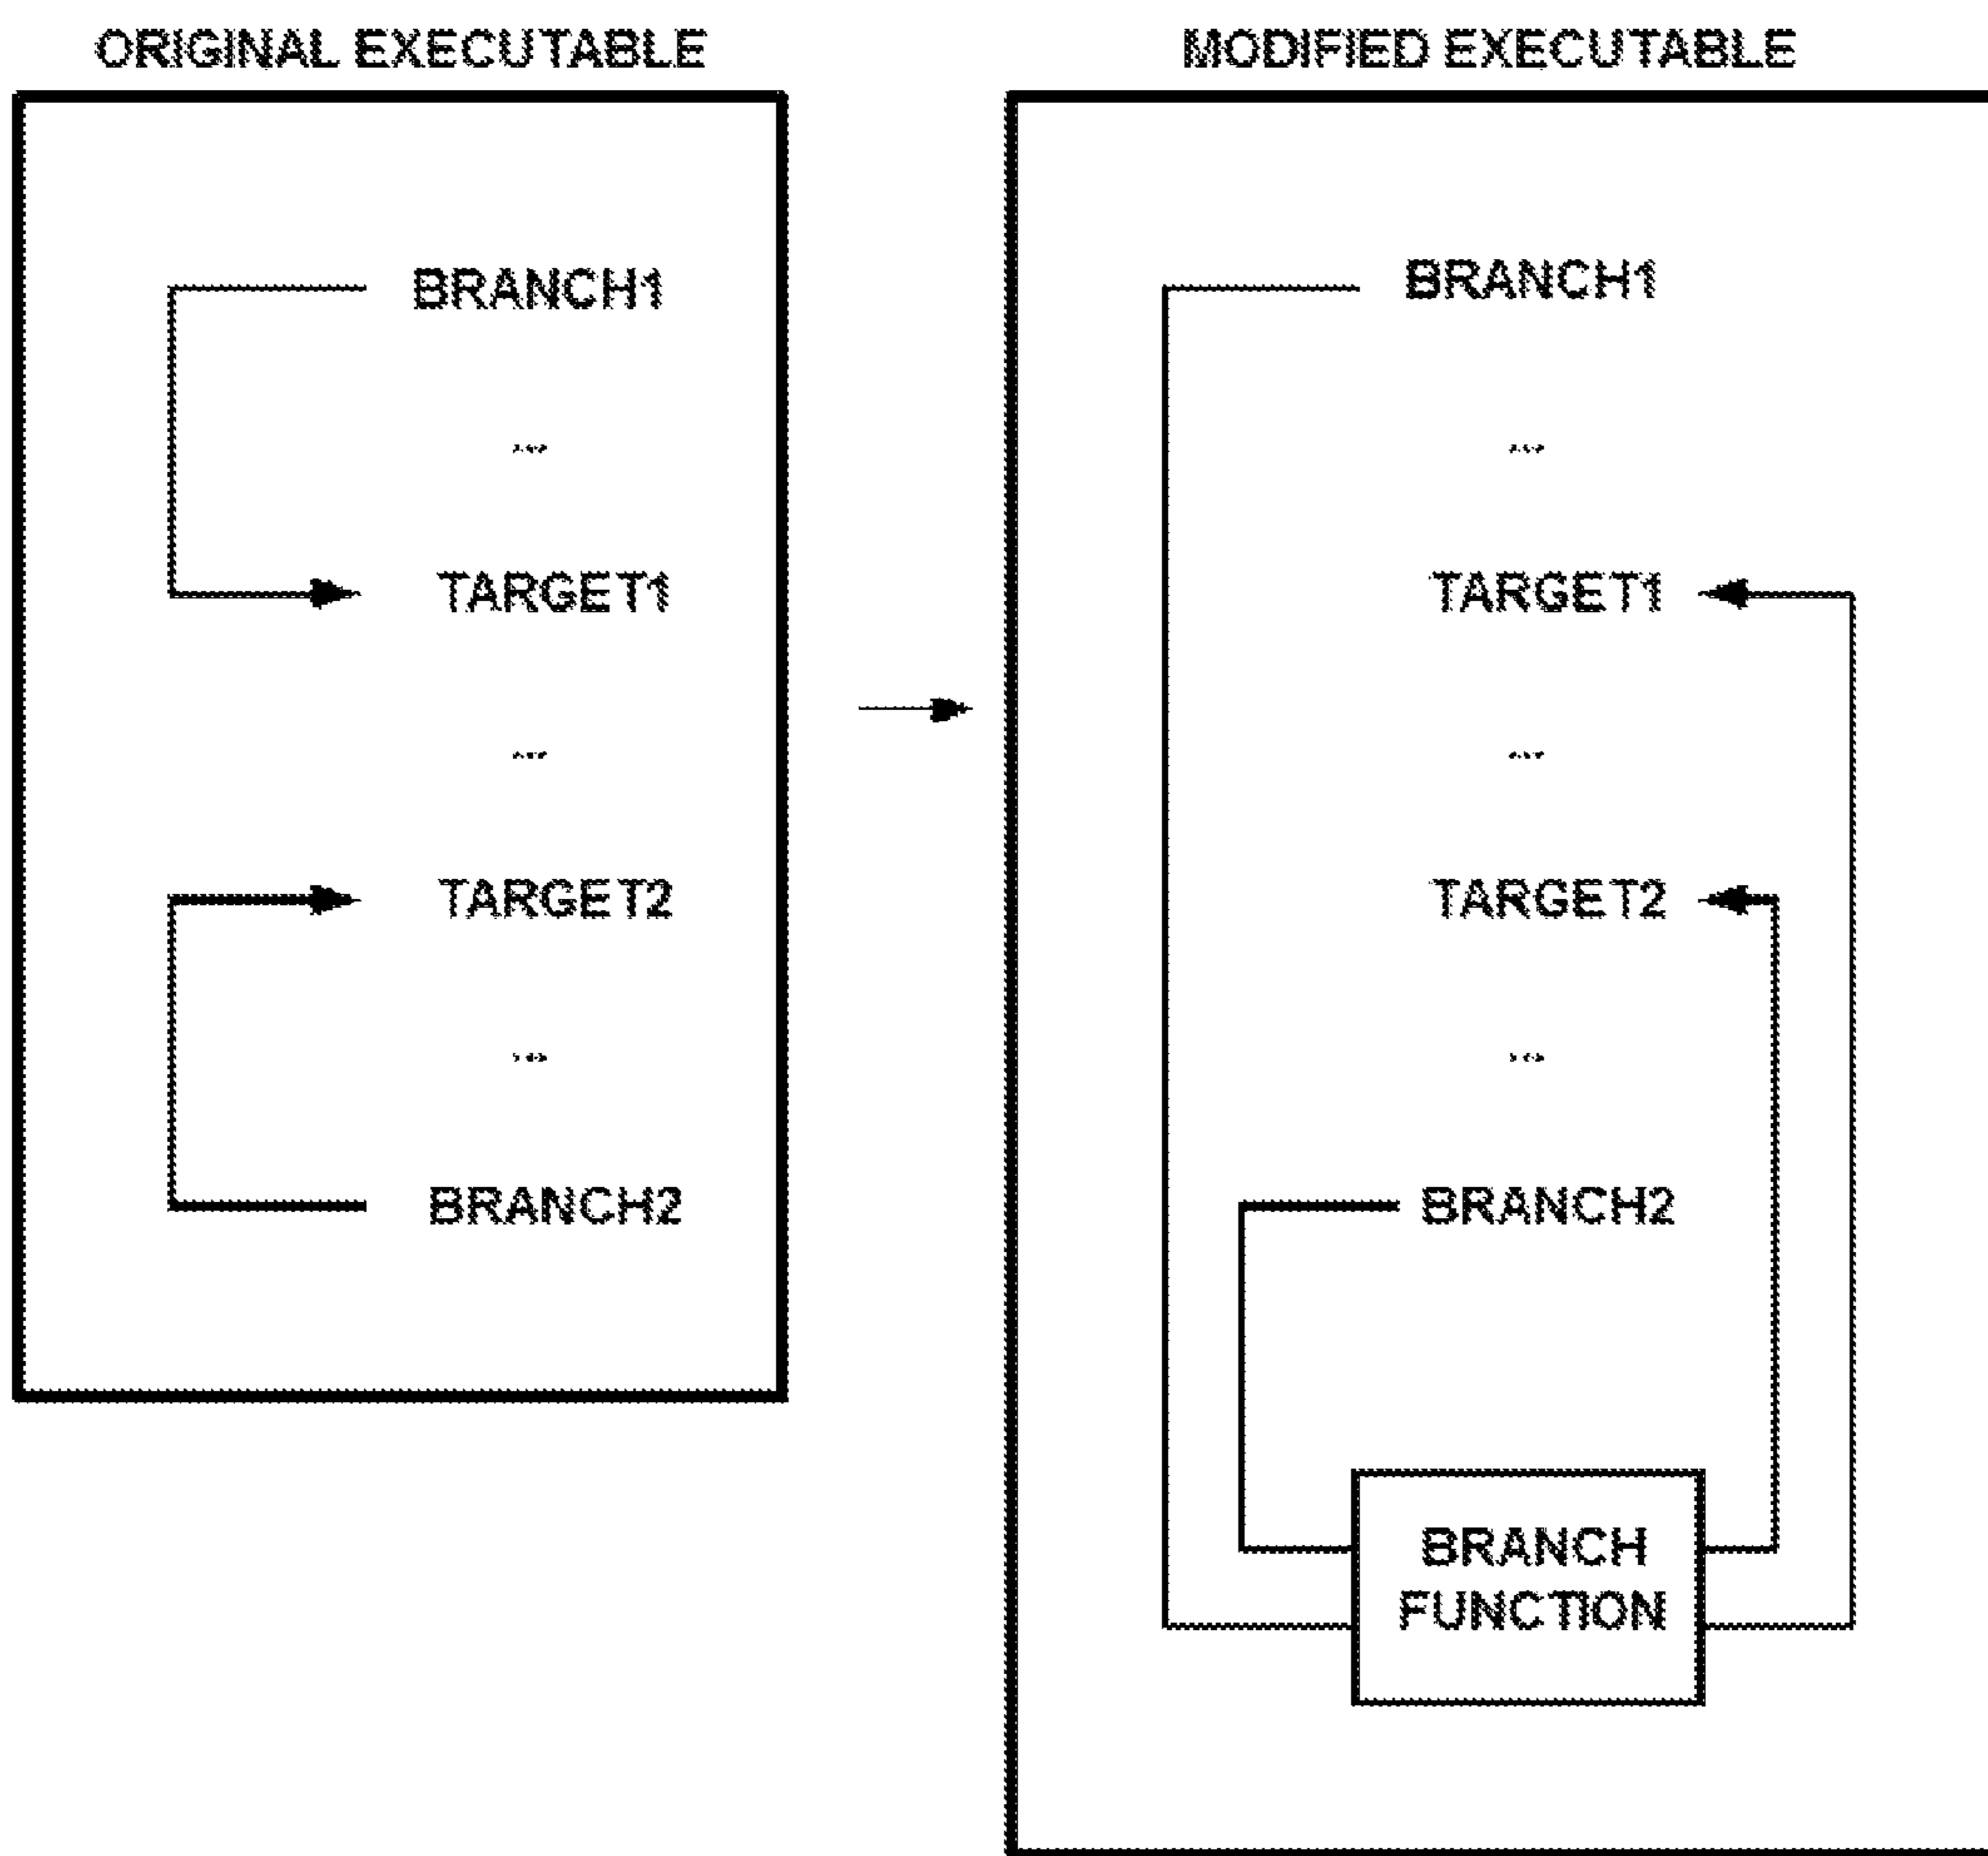 ORIGINAL EXECUTABLE
BRANCH1
...
TARGET1
...
TARGET2
...
BRANCH2
MODIFIED EXECUTABLE
BRANCH1
...
TARGET1
...
TARGET2
...
BRANCH2
BRANCH
FUNCTION